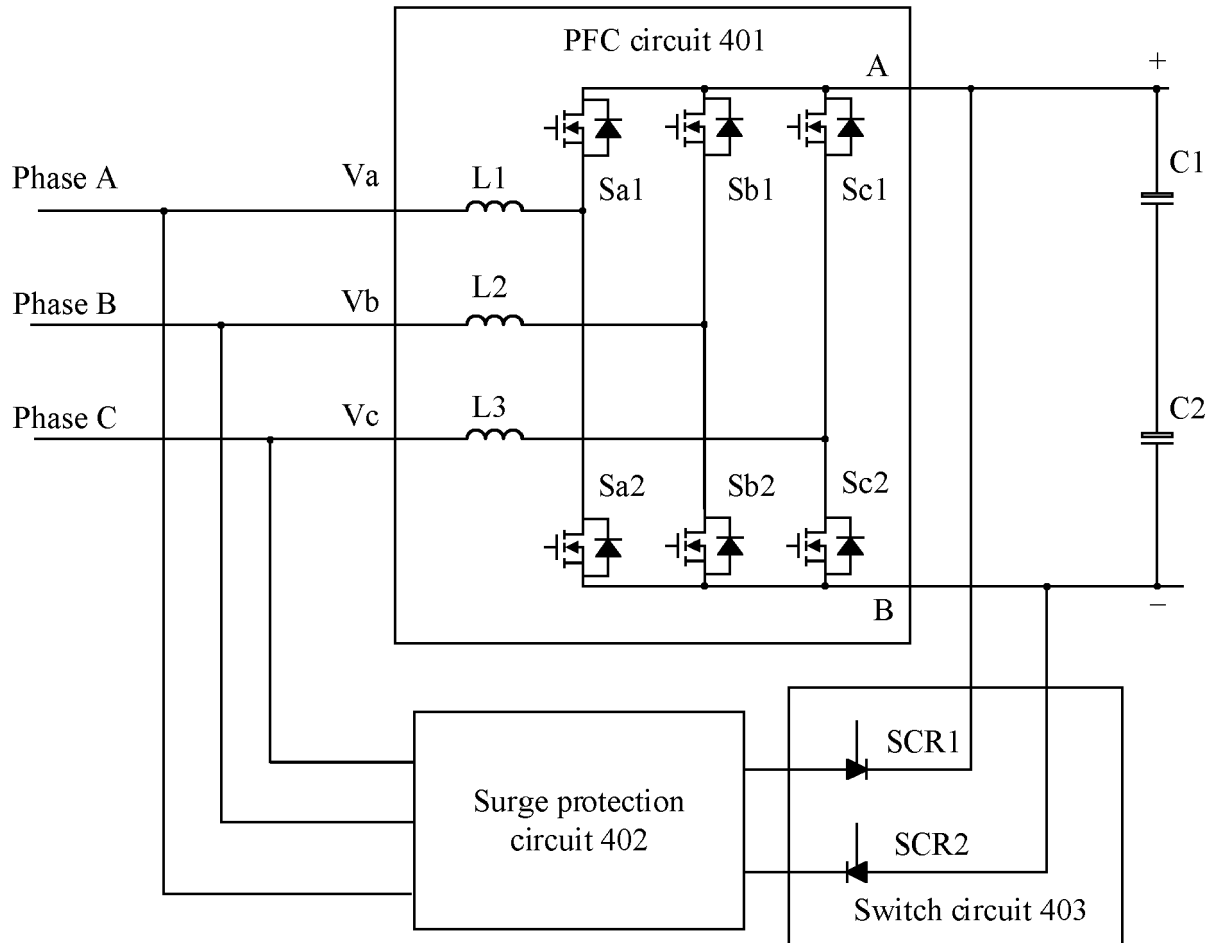 PFC circuit 401
A
+
Phase A
Va
L1
Sa1
Sb1
Sc1
C1
Phase B
Vb
L2
Phase C
Vc
L3
C2
Sa2
Sb2
Sc2
B
−
SCR1
Surge protection
circuit 402
SCR2
Switch circuit 403